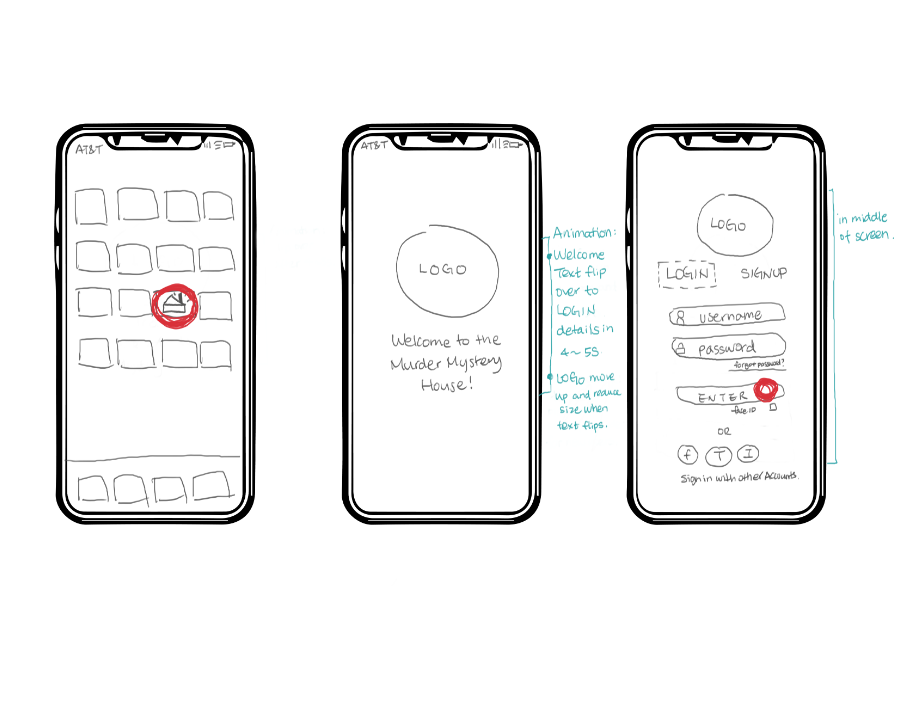 AT&T
AT&T
LOGO
Welcome to the
Murder Mystery
House!
Animation:
Welcome
Text flip
over to
LOGIN
details in
4~5S
LOGO move
up and reduce
size when
text flips.
LOGO
LOGIN
SIGNUP
username
password
forgot password?
ENTER
face ID
OR
f
T
I
Sign in with other Accounts.
in middle
of screen.